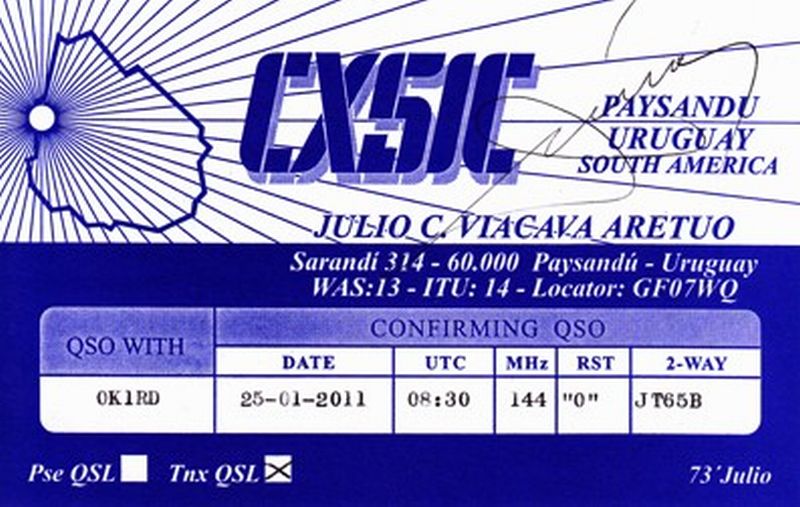 CX5IC
PAYSANDU
URUGUAY
SOUTH AMERICA
JULIO C. VIACAVA ARETUO
Sarandí 314 - 60.000 Paysandú - Uruguay
WAS:13 - ITU: 14 - Locator: GF07WQ
QSO WITH
CONFIRMING QSO
DATE UTC MHz RST 2-WAY
OK1RD 25-01-2011 08:30 144 "O" JT65B
Pse QSL Tnx QSL 73´Julio